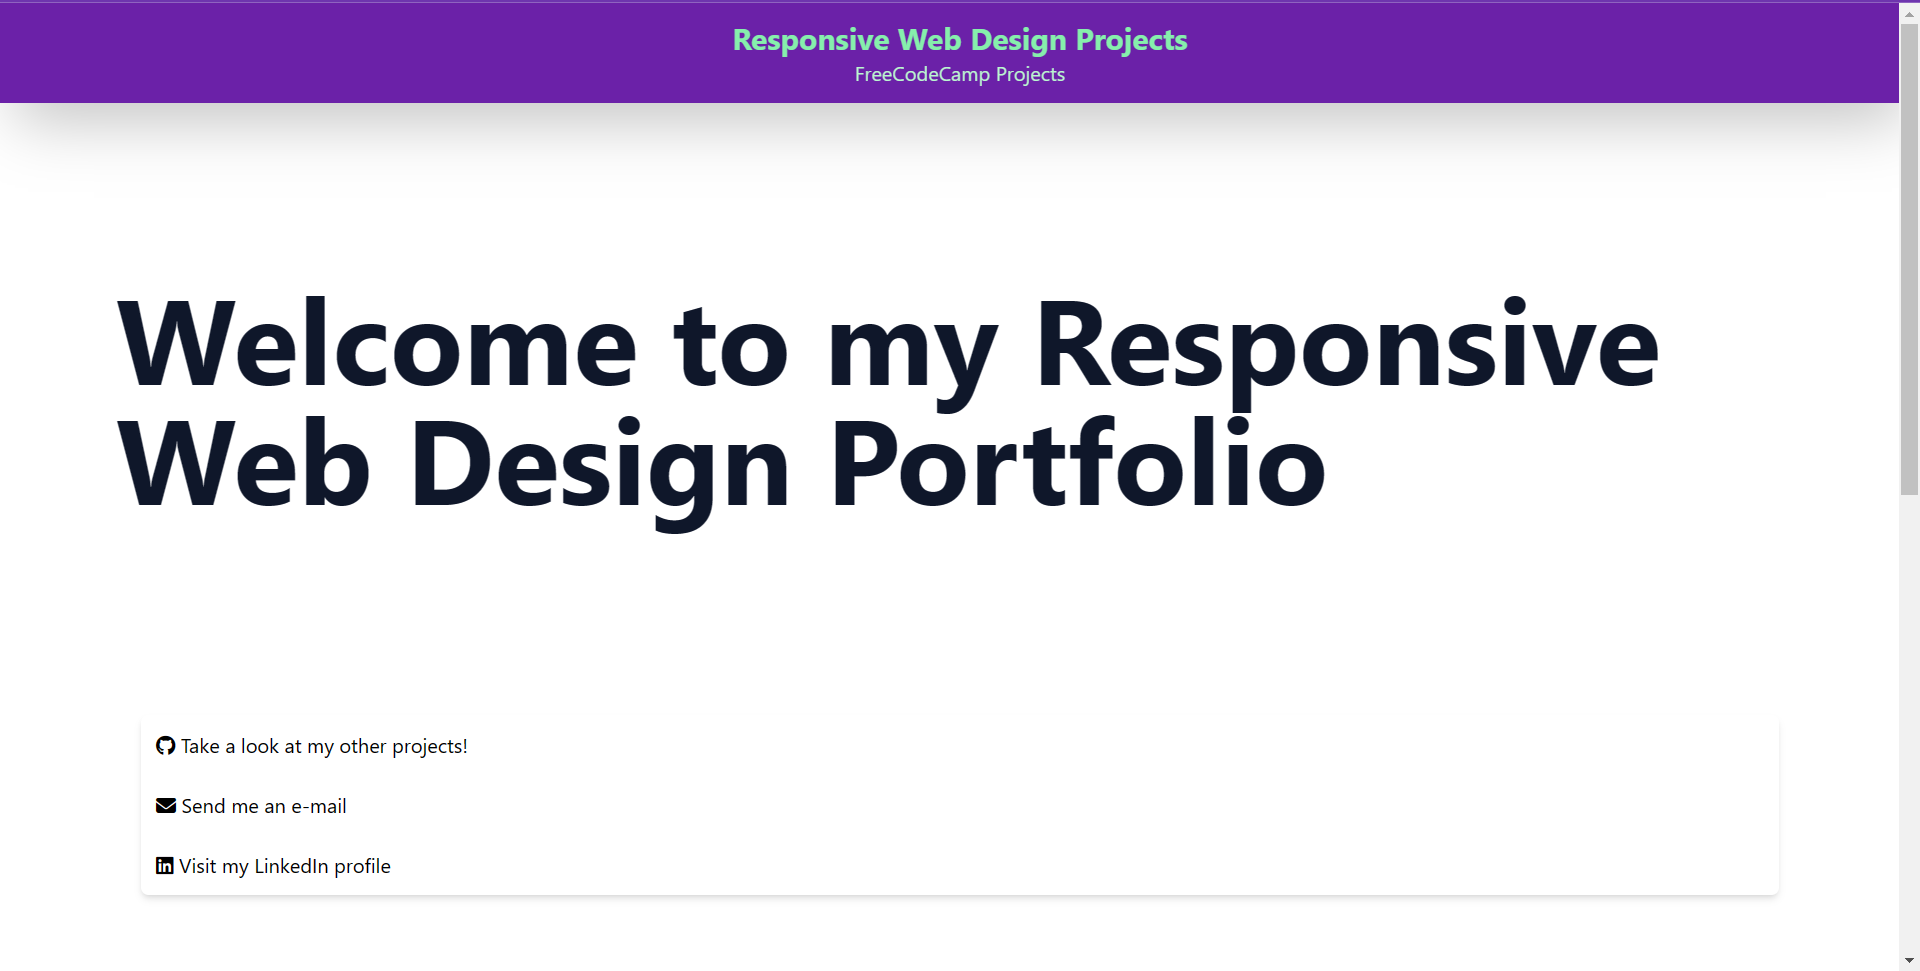 Responsive Web Design Projects
FreeCodeCamp Projects
Welcome to my Responsive
Web Design Portfolio
Take a look at my other projects!
Send me an e-mail
Visit my LinkedIn profile